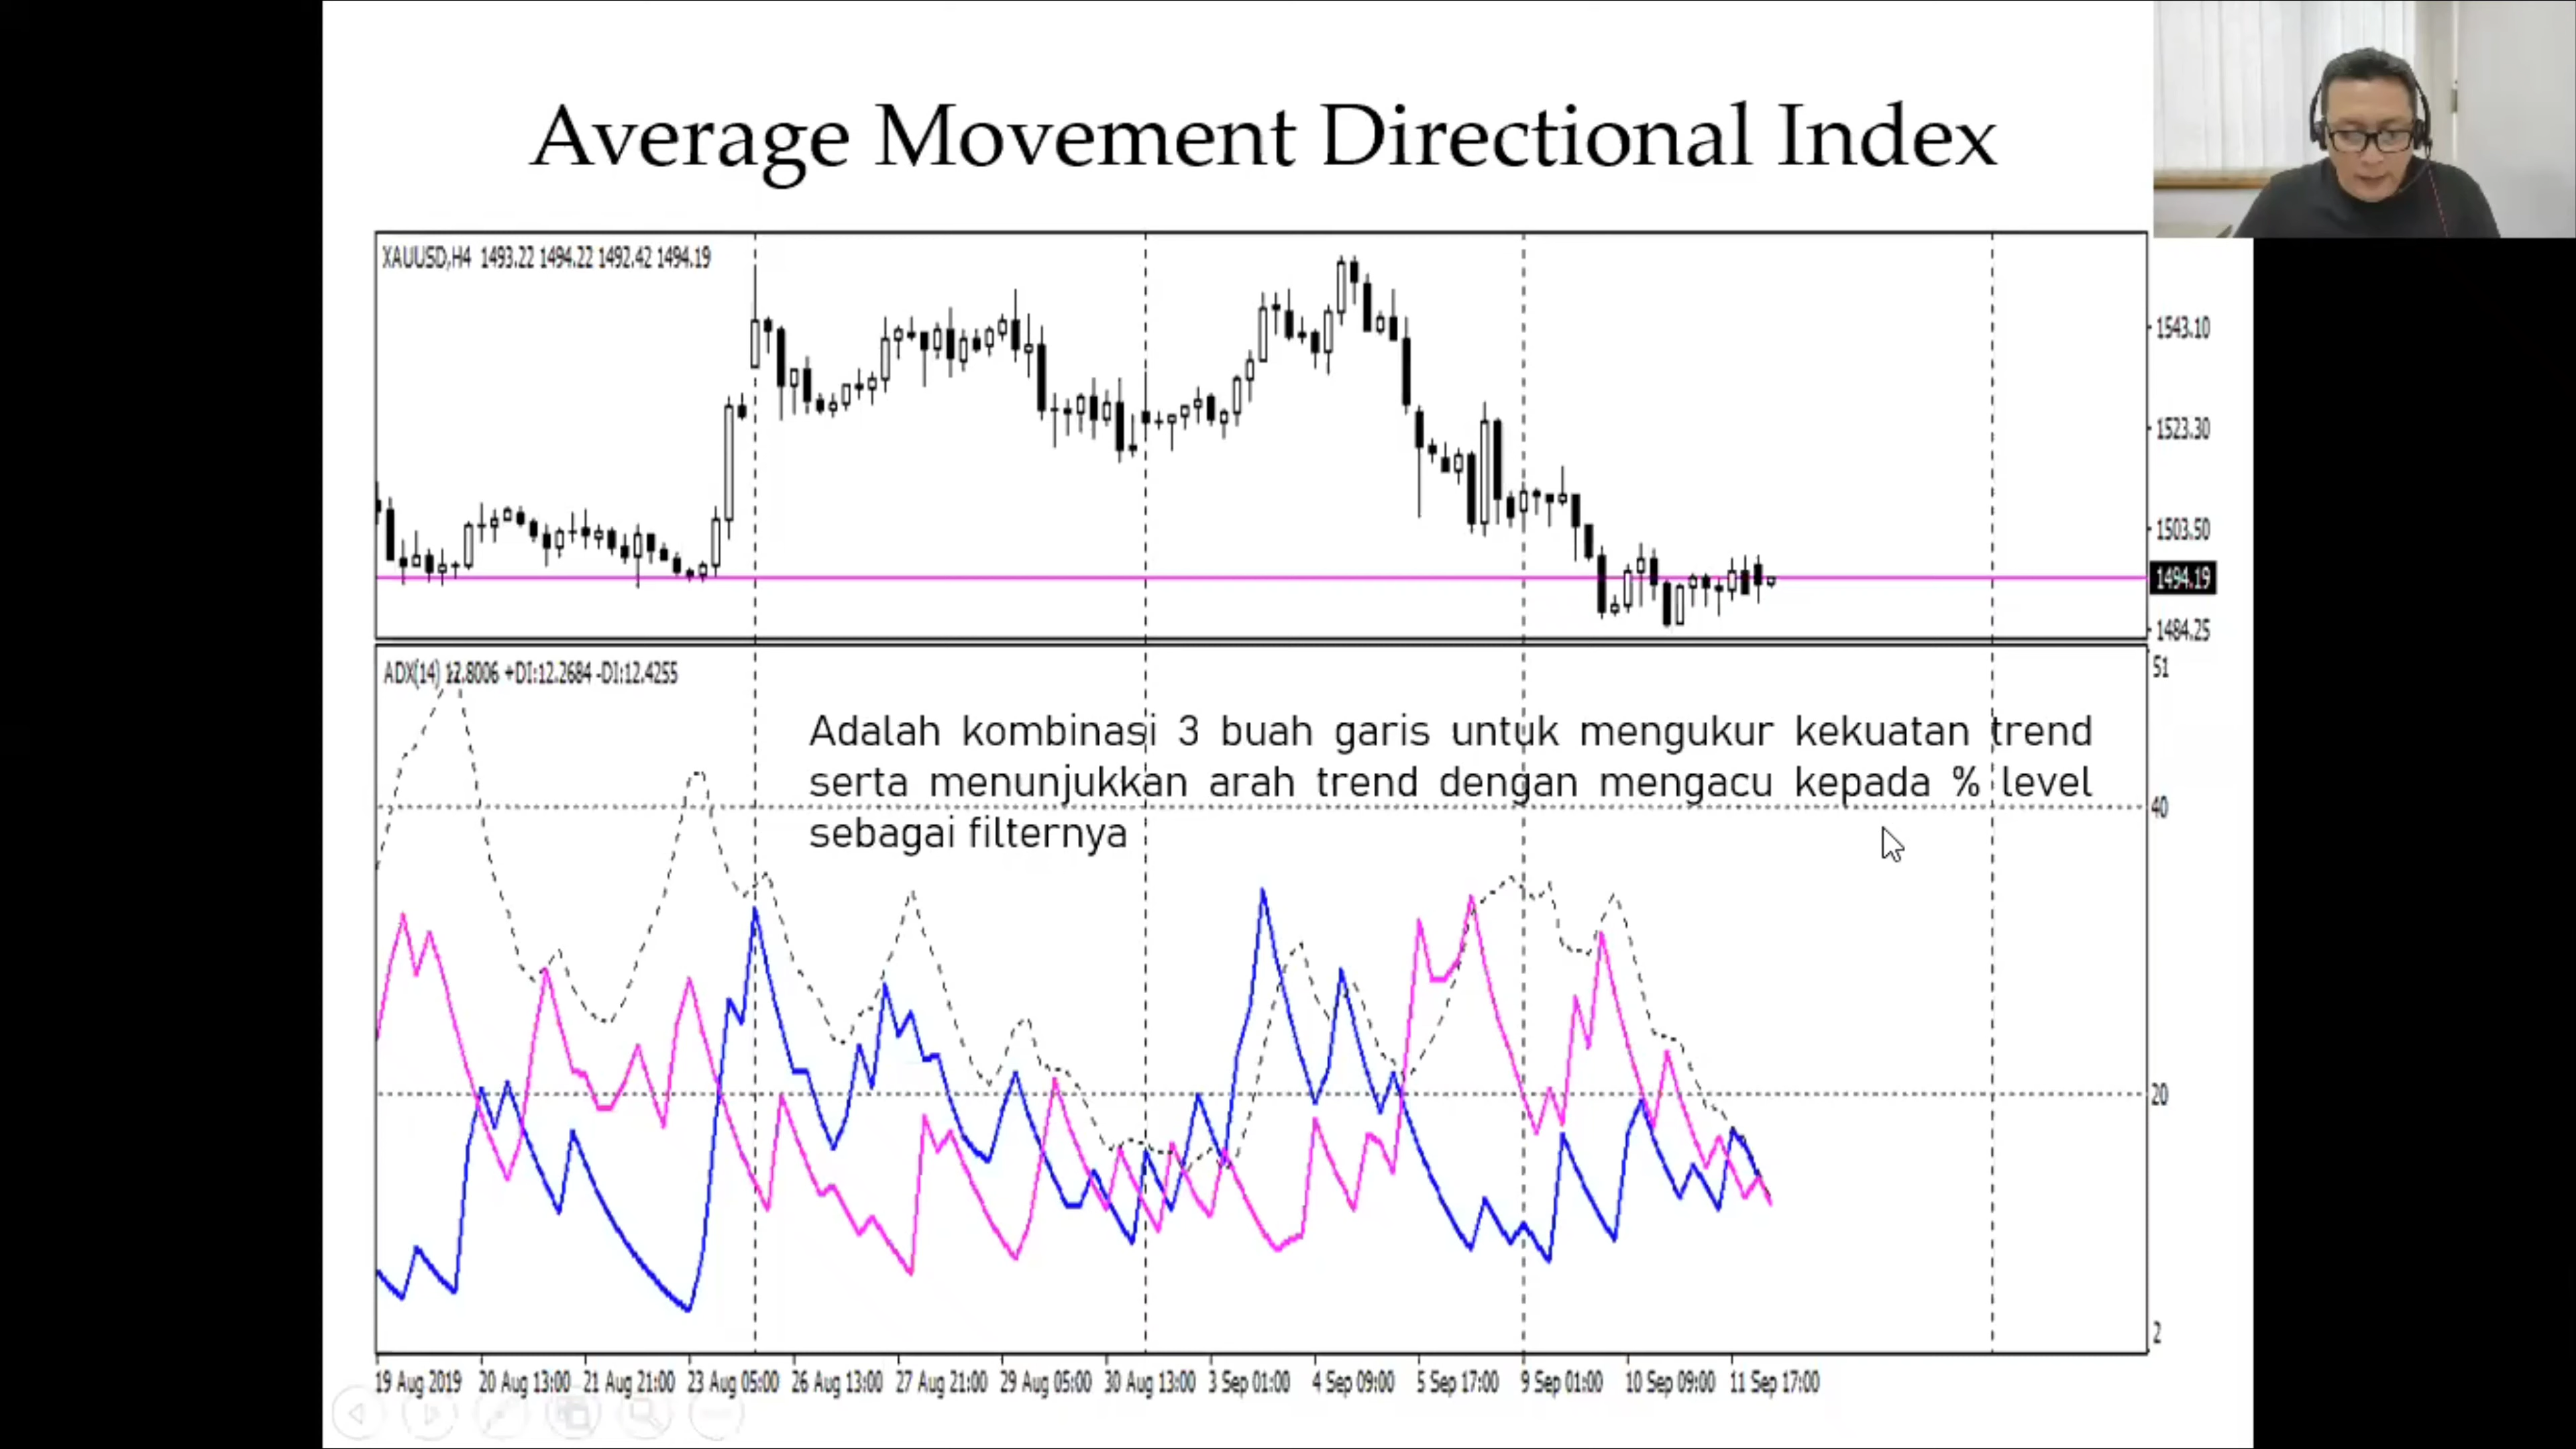 Average Movement Directional Index
XAUUSD,H4 1493.22 1494.22 1492.42 1494.19
1543.10
1523.30
1503.50
1494.19
1484.25
ADX(14) 12.8006 +DI:12.2684 -DI:12.4255
51
Adalah kombinasi 3 buah garis untuk mengukur kekuatan trend
serta menunjukkan arah trend dengan mengacu kepada % level
sebagai filternya
40
20
2
19 Aug 2019 20 Aug 13:00 21 Aug 21:00 23 Aug 05:00 26 Aug 13:00 27 Aug 21:00 29 Aug 05:00 30 Aug 13:00 3 Sep 01:00 4 Sep 09:00 5 Sep 17:00 9 Sep 01:00 10 Sep 09:00 11 Sep 17:00